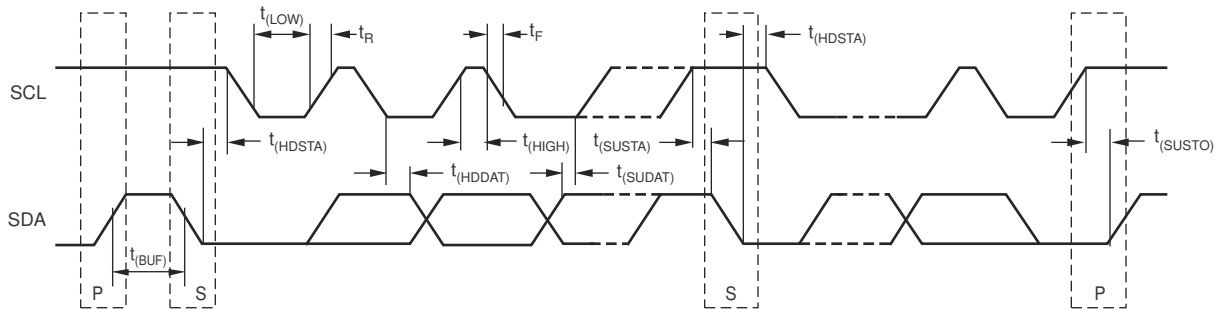 t(LOW)
tR
tF
t(HDSTA)
SCL
t(HDSTA)
t(HIGH)
t(SUSTA)
t(SUSTO)
t(HDDAT)
t(SUDAT)
SDA
t(BUF)
P
S
S
P